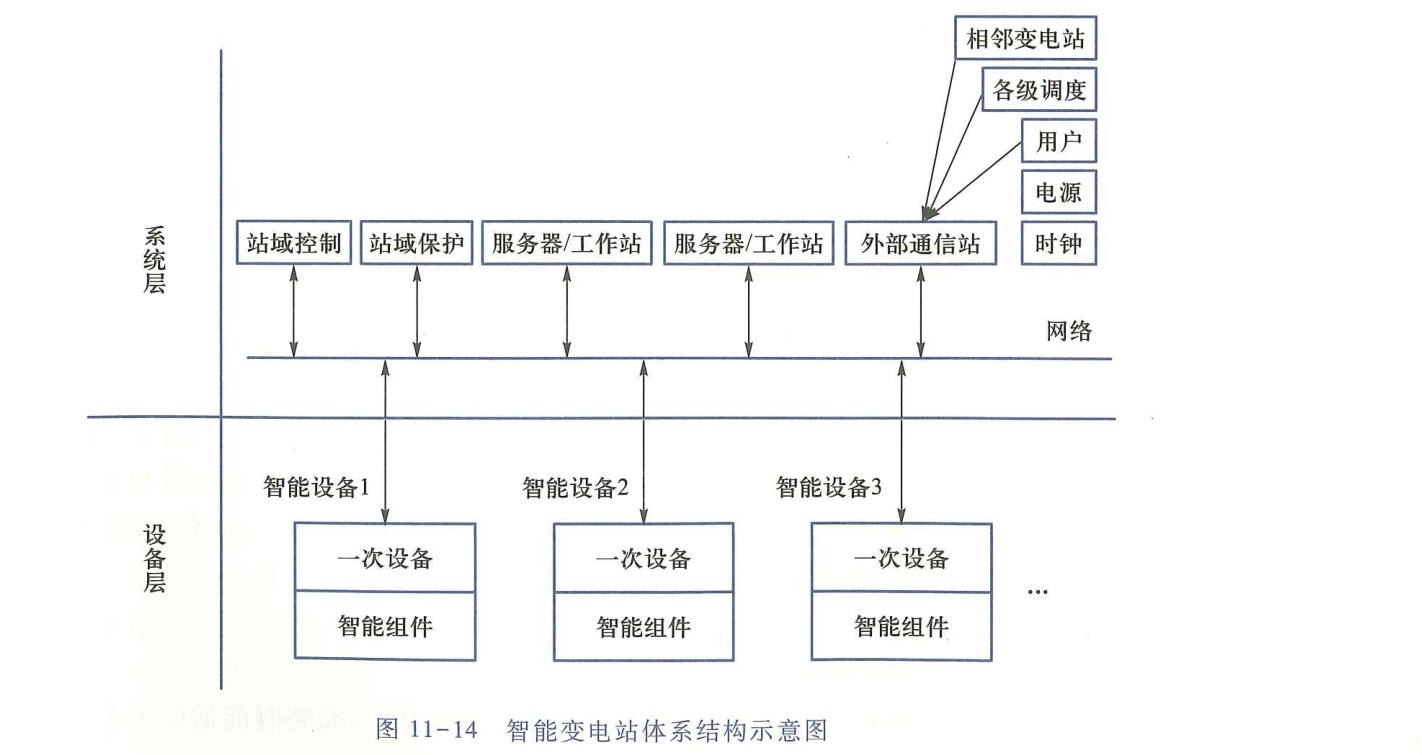 相邻变电站
各级调度
用户
电源
系统层
站域控制 站域保护 服务器/工作站 服务器/工作站 外部通信站 时钟
网络
设备层
智能设备1 智能设备2 智能设备3
一次设备 一次设备 一次设备
...
智能组件 智能组件 智能组件
图 11-14 智能变电站体系结构示意图